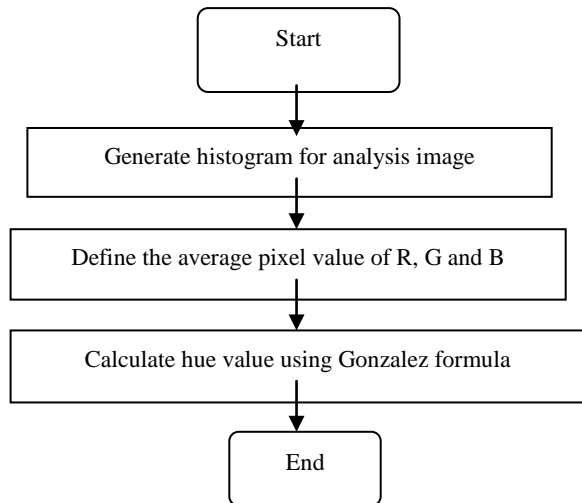 Start
Generate histogram for analysis image
Define the average pixel value of R, G and B
Calculate hue value using Gonzalez formula
End